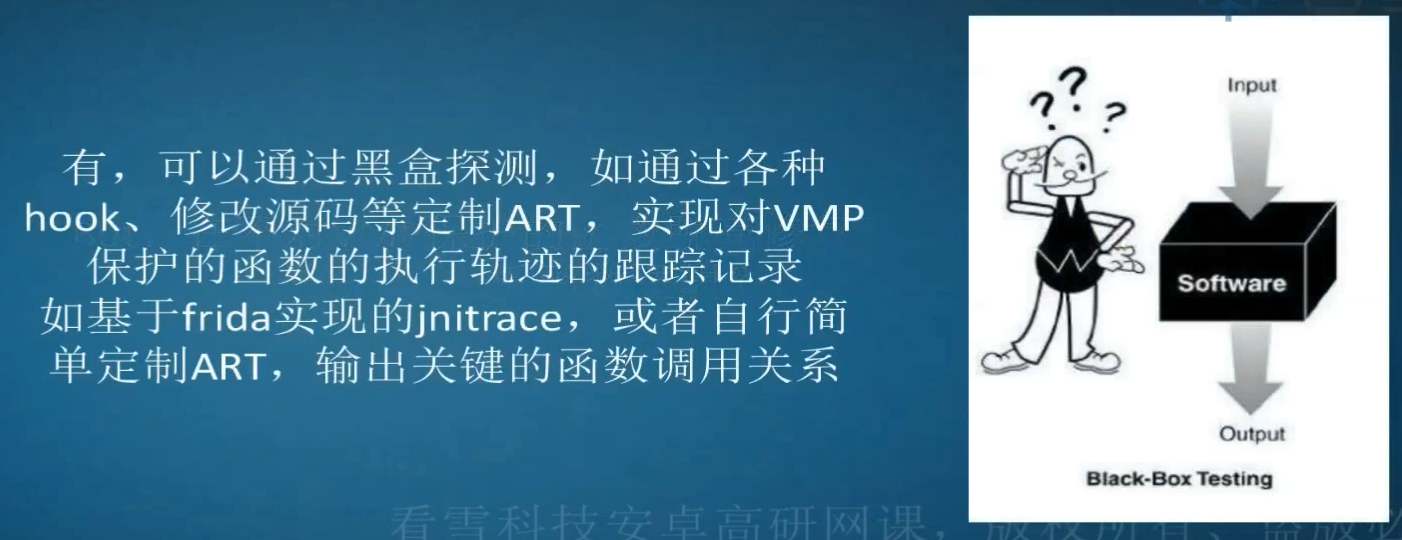 有，可以通过黑盒探测，如通过各种
hook、修改源码等定制ART，实现对VMP
保护的函数的执行轨迹的跟踪记录
如基于frida实现的jnitrace，或者自行简
单定制ART，输出关键的函数调用关系
? ? ?
Input
Software
Output
Black-Box Testing
看雪科技安卓高研网课，版权所有、盗版必